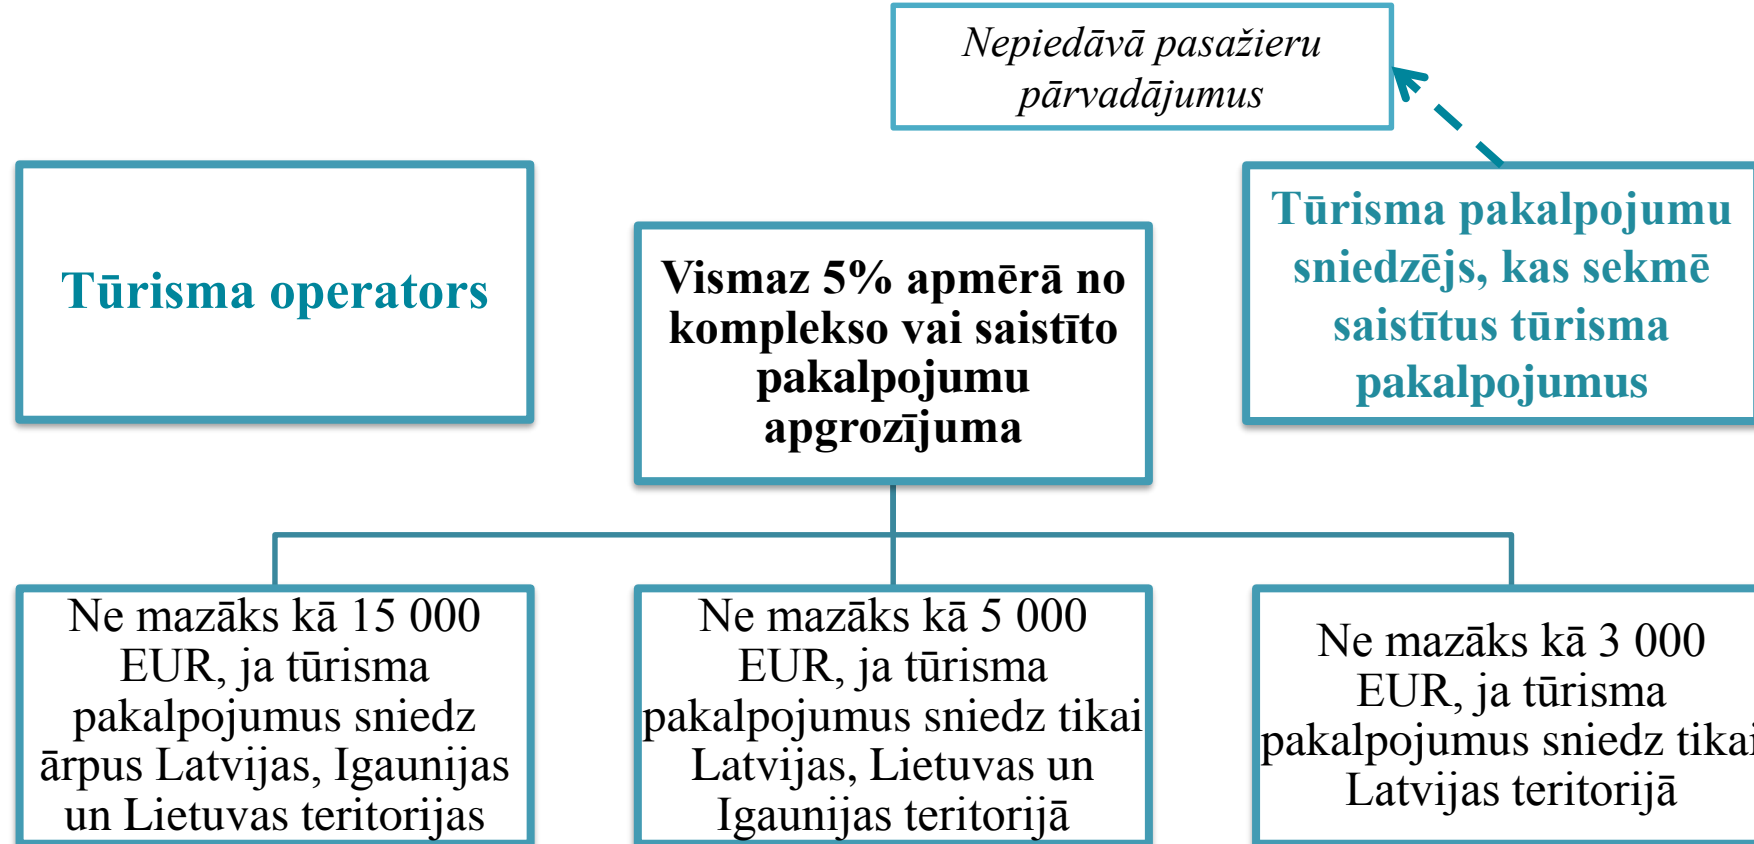 Nepiedāvā pasažieru
pārvadājumus
Tūrisma operators
Vismaz 5% apmērā no
komplekso vai saistīto
pakalpojumu
apgrozījuma
Tūrisma pakalpojumu
sniedzējs, kas sekmē
saistītus tūrisma
pakalpojumus
Ne mazāks kā 15 000
EUR, ja tūrisma
pakalpojumus sniedz
ārpus Latvijas, Igaunijas
un Lietuvas teritorijas
Ne mazāks kā 5 000
EUR, ja tūrisma
pakalpojumus sniedz tikai
Latvijas, Lietuvas un
Igaunijas teritorijā
Ne mazāks kā 3 000
EUR, ja tūrisma
pakalpojumus sniedz tikai
Latvijas teritorijā